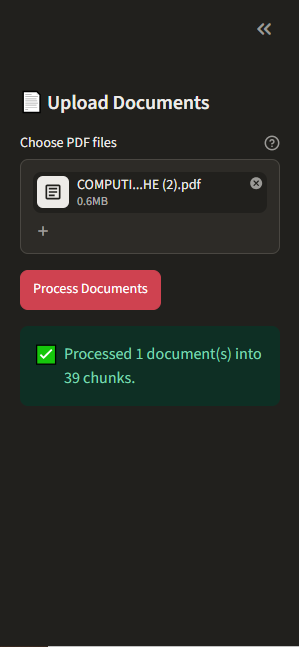 Upload Documents
Choose PDF files
COMPUTI...HE (2).pdf
0.6MB
Process Documents
Processed 1 document(s) into
39 chunks.